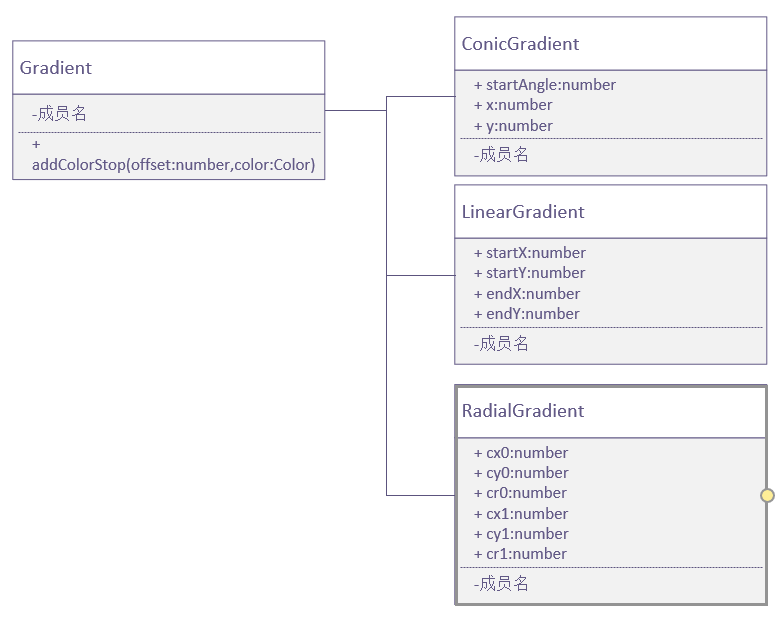 Gradient
-成员名
+
addColorStop(offset:number,color:Color)
ConicGradient
+ startAngle:number
+ x:number
+ y:number
-成员名
LinearGradient
+ startX:number
+ startY:number
+ endX:number
+ endY:number
-成员名
RadialGradient
+ cx0:number
+ cy0:number
+ cr0:number
+ cx1:number
+ cy1:number
+ cr1:number
-成员名